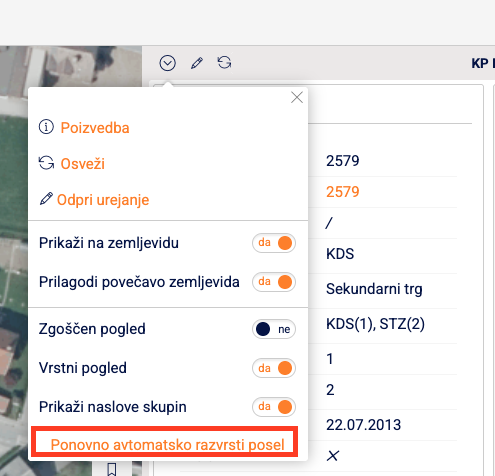 KP
Poizvedba
Osveži
Odpri urejanje
Prikaži na zemljevidu da
Prilagodi povečavo zemljevida da
Zgoščen pogled ne
Vrstni pogled da
Prikaži naslove skupin da
Ponovno avtomatsko razvrsti posel
2579
2579
/
KDS
Sekundarni trg
KDS(1), STZ(2)
1
2
22.07.2013